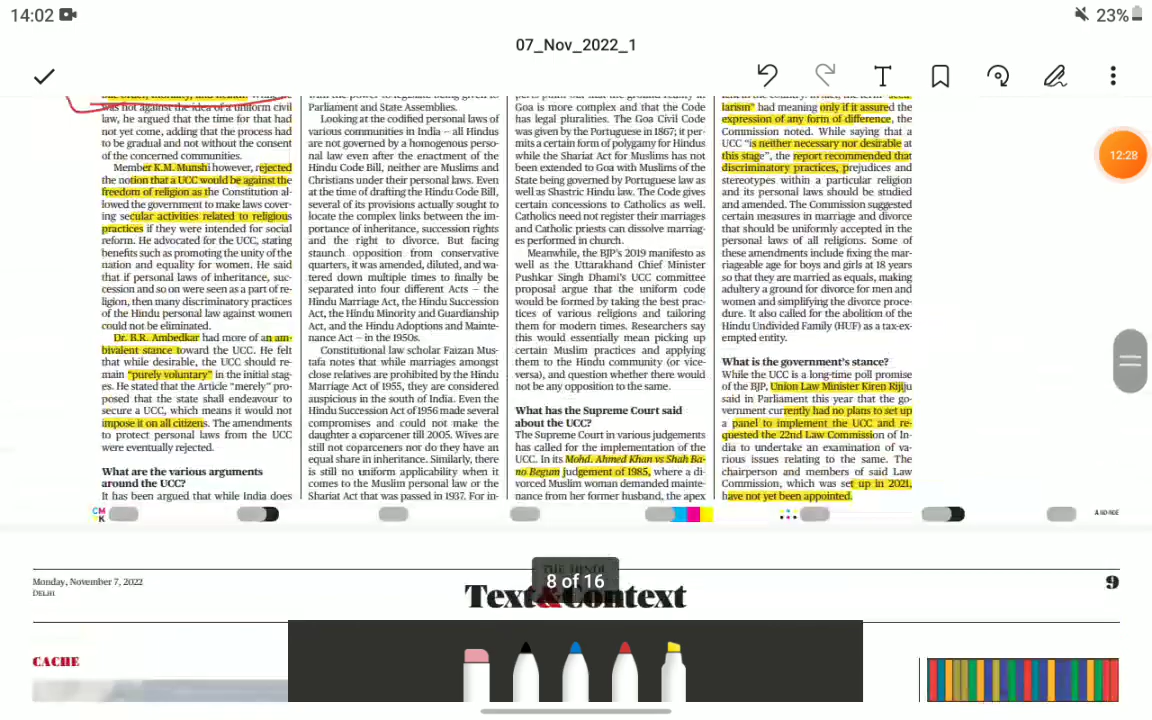 14:02
23%
07_Nov_2022_1
T
12:28
was not against the idea of a uniform civil
law, he argued that the time for that had
not yet come, adding that the process had
to be gradual and not without the consent
of the concerned communities.
Member K.M. Munshi however, rejected
the notion that a UCC would be against the
freedom of religion as the Constitution al-
lowed the government to make laws cover-
ing secular activities related to religious
practices if they were intended for social
reform. He advocated for the UCC, stating
benefits such as promoting the unity of the
nation and equality for women. He said
that if personal laws of inheritance, suc-
cession and so on were seen as a part of re-
ligion, then many discriminatory practices
of the Hindu personal law against women
could not be eliminated.
Dr. B.R. Ambedkar had more of an am-
bivalent stance toward the UCC. He felt
that while desirable, the UCC should re-
main “purely voluntary” in the initial stag-
es. He stated that the Article “merely” pro-
posed that the state shall endeavour to
secure a UCC, which means it would not
impose it on all citizens. The amendments
to protect personal laws from the UCC
were eventually rejected.
What are the various arguments
around the UCC?
It has been argued that while India does
Parliament and State Assemblies.
Looking at the codified personal laws of
various communities in India – all Hindus
are not governed by a homogenous perso-
nal law even after the enactment of the
Hindu Code Bill, neither are Muslims and
Christians under their personal laws. Even
at the time of drafting the Hindu Code Bill,
several of its provisions actually sought to
locate the complex links between the im-
portance of inheritance, succession rights
and the right to divorce. But facing
staunch opposition from conservative
quarters, it was amended, diluted, and wa-
tered down multiple times to finally be
separated into four different Acts – the
Hindu Marriage Act, the Hindu Succession
Act, the Hindu Minority and Guardianship
Act, and the Hindu Adoptions and Mainte-
nance Act – in the 1950s.
Constitutional law scholar Faizan Mus-
tafa notes that while marriages amongst
close relatives are prohibited by the Hindu
Marriage Act of 1955, they are considered
auspicious in the south of India. Even the
Hindu Succession Act of 1956 made several
compromises and could not make the
daughter a coparcener till 2005. Wives are
still not coparceners nor do they have an
equal share in inheritance. Similarly, there
is still no uniform applicability when it
comes to the Muslim personal law or the
Shariat Act that was passed in 1937. For in-
Goa is more complex and that the Code
has legal pluralities. The Goa Civil Code
was given by the Portuguese in 1867; it per-
mits a certain form of polygamy for Hindus
while the Shariat Act for Muslims has not
been extended to Goa with Muslims of the
State being governed by Portuguese law as
well as Shastric Hindu law. The Code gives
certain concessions to Catholics as well.
Catholics need not register their marriages
and Catholic priests can dissolve marriag-
es performed in church.
Meanwhile, the BJP’s 2019 manifesto as
well as the Uttarakhand Chief Minister
Pushkar Singh Dhami’s UCC committee
proposal argue that the uniform code
would be formed by taking the best prac-
tices of various religions and tailoring
them for modern times. Researchers say
this would essentially mean picking up
certain Muslim practices and applying
them to the Hindu community (or vice-
versa), and question whether there would
not be any opposition to the same.
What has the Supreme Court said
about the UCC?
The Supreme Court in various judgements
has called for the implementation of the
UCC. In its Mohd. Ahmed Khan vs Shah Ba-
no Begum judgement of 1985, where a di-
vorced Muslim woman demanded mainte-
nance from her former husband, the apex
larism” had meaning only if it assured the
expression of any form of difference, the
Commission noted. While saying that a
UCC “is neither necessary nor desirable at
this stage”, the report recommended that
discriminatory practices, prejudices and
stereotypes within a particular religion
and its personal laws should be studied
and amended. The Commission suggested
certain measures in marriage and divorce
that should be uniformly accepted in the
personal laws of all religions. Some of
these amendments include fixing the mar-
riageable age for boys and girls at 18 years
so that they are married as equals, making
adultery a ground for divorce for men and
women and simplifying the divorce proce-
dure. It also called for the abolition of the
Hindu Undivided Family (HUF) as a tax-ex-
empted entity.
What is the government’s stance?
While the UCC is a long-time poll promise
of the BJP, Union Law Minister Kiren Rijiju
said in Parliament this year that the go-
vernment currently had no plans to set up
a panel to implement the UCC and re-
quested the 22nd Law Commission of In-
dia to undertake an examination of va-
rious issues relating to the same. The
chairperson and members of said Law
Commission, which was set up in 2021,
have not yet been appointed.
CM
K
A ND-NDE
Monday, November 7, 2022
DELHI
THE HINDU
8 of 16
Text&Context
9
CACHE